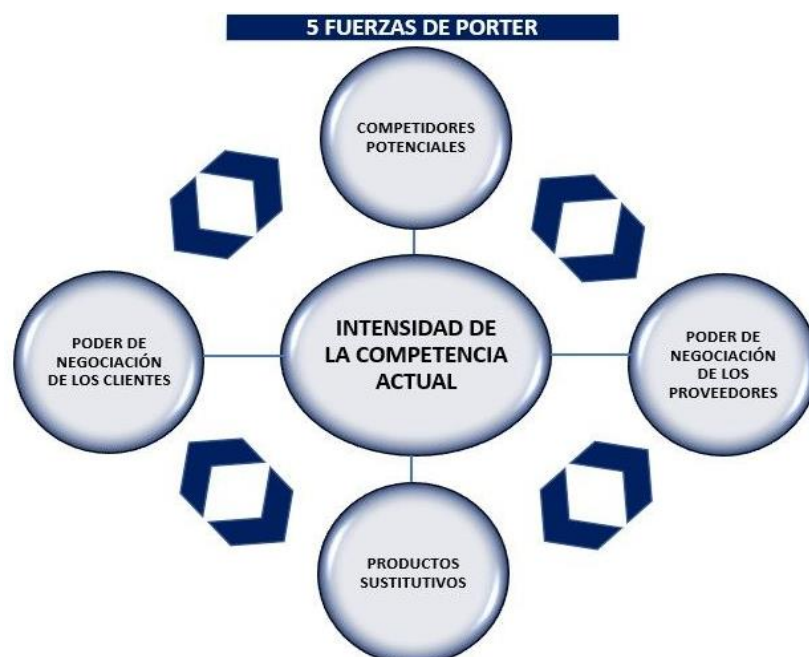 5 FUERZAS DE PORTER
COMPETIDORES
POTENCIALES
PODER DE
NEGOCIACIÓN
DE LOS CLIENTES
INTENSIDAD DE
LA COMPETENCIA
ACTUAL
PODER DE
NEGOCIACIÓN
DE LOS
PROVEEDORES
PRODUCTOS
SUSTITUTIVOS